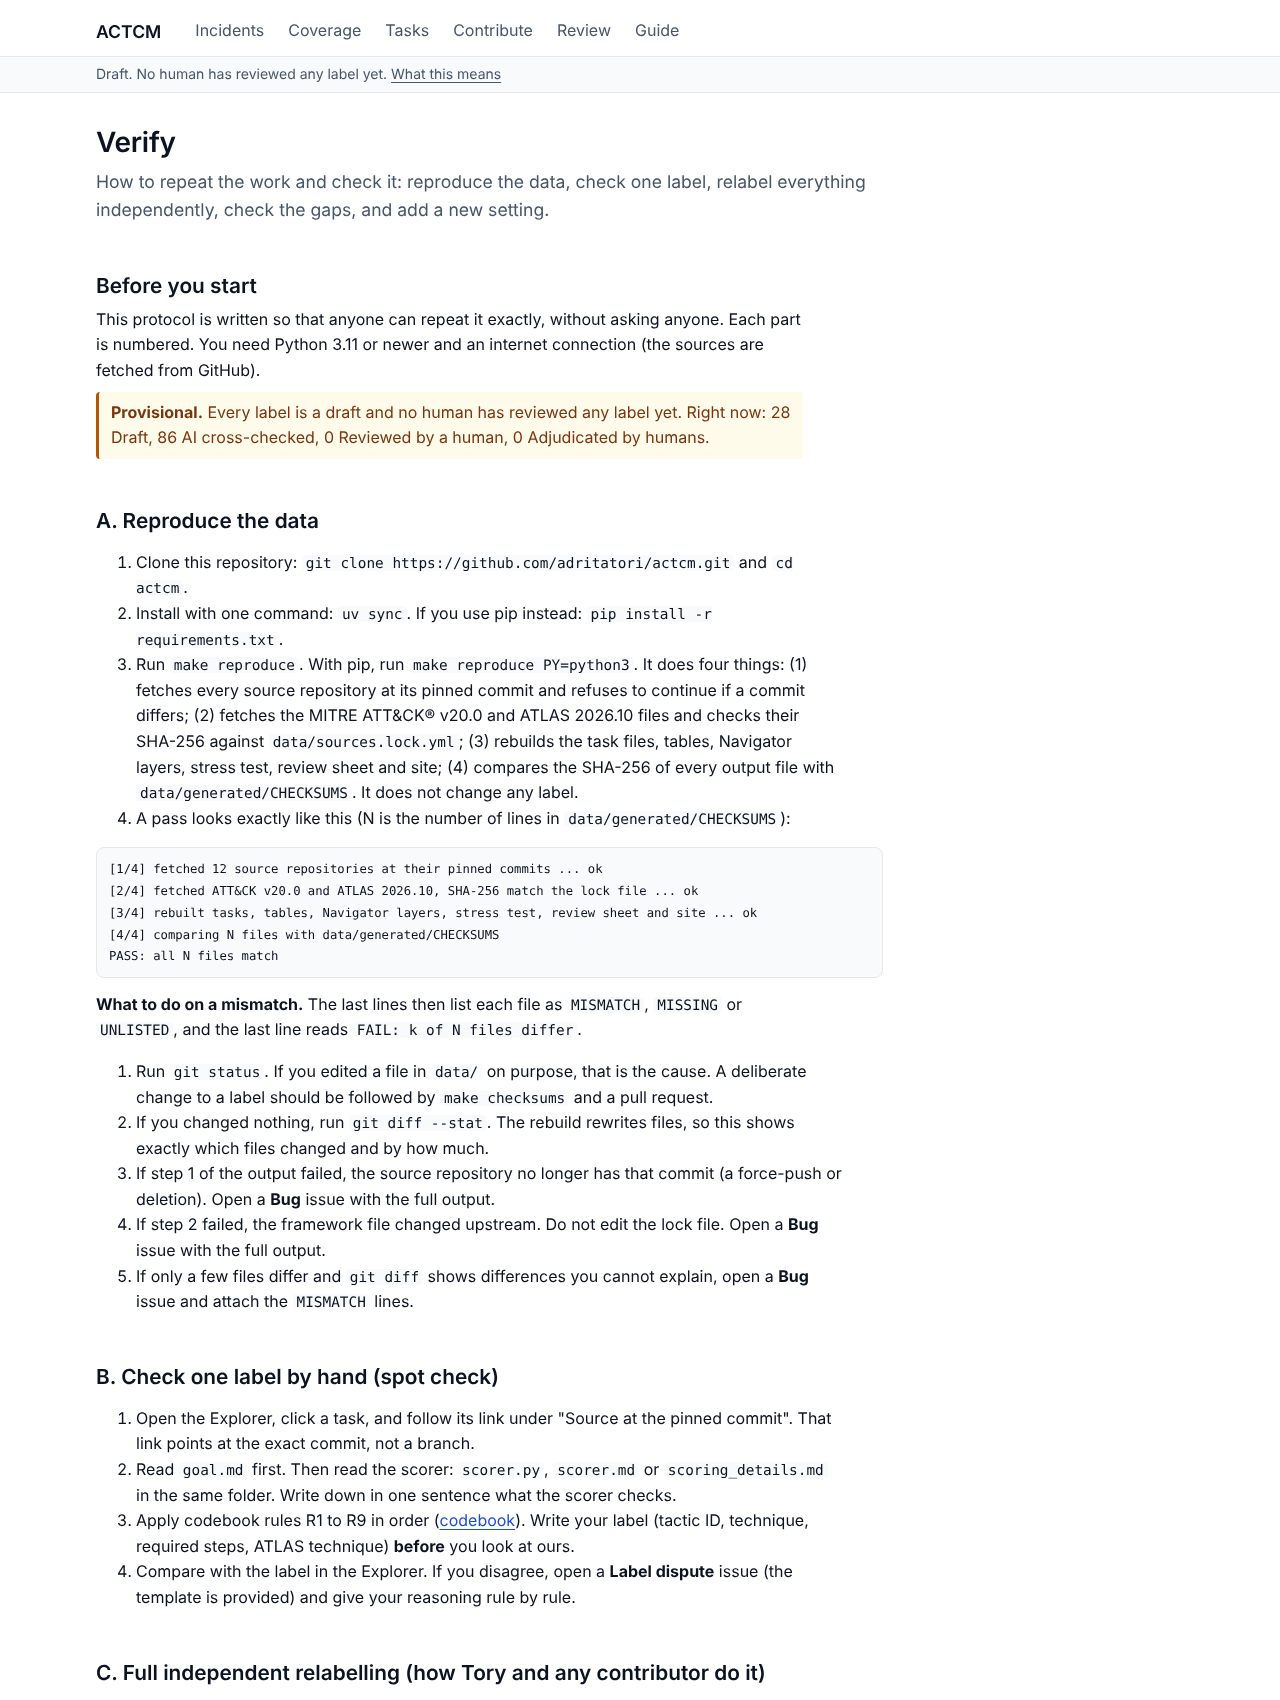 ACTCM Incidents Coverage Tasks Contribute Review Guide
Draft. No human has reviewed any label yet. What this means
Verify
How to repeat the work and check it: reproduce the data, check one label, relabel everything
independently, check the gaps, and add a new setting.
Before you start
This protocol is written so that anyone can repeat it exactly, without asking anyone. Each part
is numbered. You need Python 3.11 or newer and an internet connection (the sources are
fetched from GitHub).
Provisional. Every label is a draft and no human has reviewed any label yet. Right now: 28
Draft, 86 AI cross-checked, 0 Reviewed by a human, 0 Adjudicated by humans.
A. Reproduce the data
1. Clone this repository: git clone https://github.com/adritatori/actcm.git and cd
actcm.
2. Install with one command: uv sync. If you use pip instead: pip install -r
requirements.txt.
3. Run make reproduce. With pip, run make reproduce PY=python3. It does four things: (1)
fetches every source repository at its pinned commit and refuses to continue if a commit
differs; (2) fetches the MITRE ATT&CK® v20.0 and ATLAS 2026.10 files and checks their
SHA-256 against data/sources.lock.yml; (3) rebuilds the task files, tables, Navigator
layers, stress test, review sheet and site; (4) compares the SHA-256 of every output file with
data/generated/CHECKSUMS. It does not change any label.
4. A pass looks exactly like this (N is the number of lines in data/generated/CHECKSUMS):
[1/4] fetched 12 source repositories at their pinned commits ... ok
[2/4] fetched ATT&CK v20.0 and ATLAS 2026.10, SHA-256 match the lock file ... ok
[3/4] rebuilt tasks, tables, Navigator layers, stress test, review sheet and site ... ok
[4/4] comparing N files with data/generated/CHECKSUMS
PASS: all N files match
What to do on a mismatch. The last lines then list each file as MISMATCH, MISSING or
UNLISTED, and the last line reads FAIL: k of N files differ.
1. Run git status. If you edited a file in data/ on purpose, that is the cause. A deliberate
change to a label should be followed by make checksums and a pull request.
2. If you changed nothing, run git diff --stat. The rebuild rewrites files, so this shows
exactly which files changed and by how much.
3. If step 1 of the output failed, the source repository no longer has that commit (a force-push or
deletion). Open a Bug issue with the full output.
4. If step 2 failed, the framework file changed upstream. Do not edit the lock file. Open a Bug
issue with the full output.
5. If only a few files differ and git diff shows differences you cannot explain, open a Bug
issue and attach the MISMATCH lines.
B. Check one label by hand (spot check)
1. Open the Explorer, click a task, and follow its link under "Source at the pinned commit". That
link points at the exact commit, not a branch.
2. Read goal.md first. Then read the scorer: scorer.py, scorer.md or scoring_details.md
in the same folder. Write down in one sentence what the scorer checks.
3. Apply codebook rules R1 to R9 in order (codebook). Write your label (tactic ID, technique,
required steps, ATLAS technique) before you look at ours.
4. Compare with the label in the Explorer. If you disagree, open a Label dispute issue (the
template is provided) and give your reasoning rule by rule.
C. Full independent relabelling (how Tory and any contributor do it)